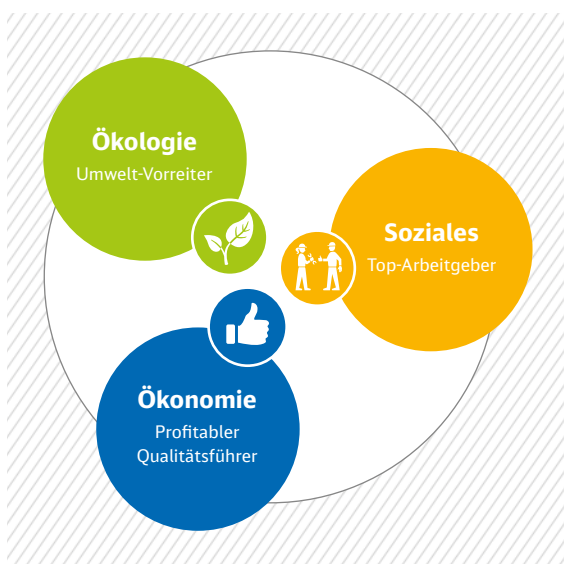 Ökologie
Umwelt-Vorreiter
Soziales
Top-Arbeitgeber
Ökonomie
Profitabler
Qualitätsführer